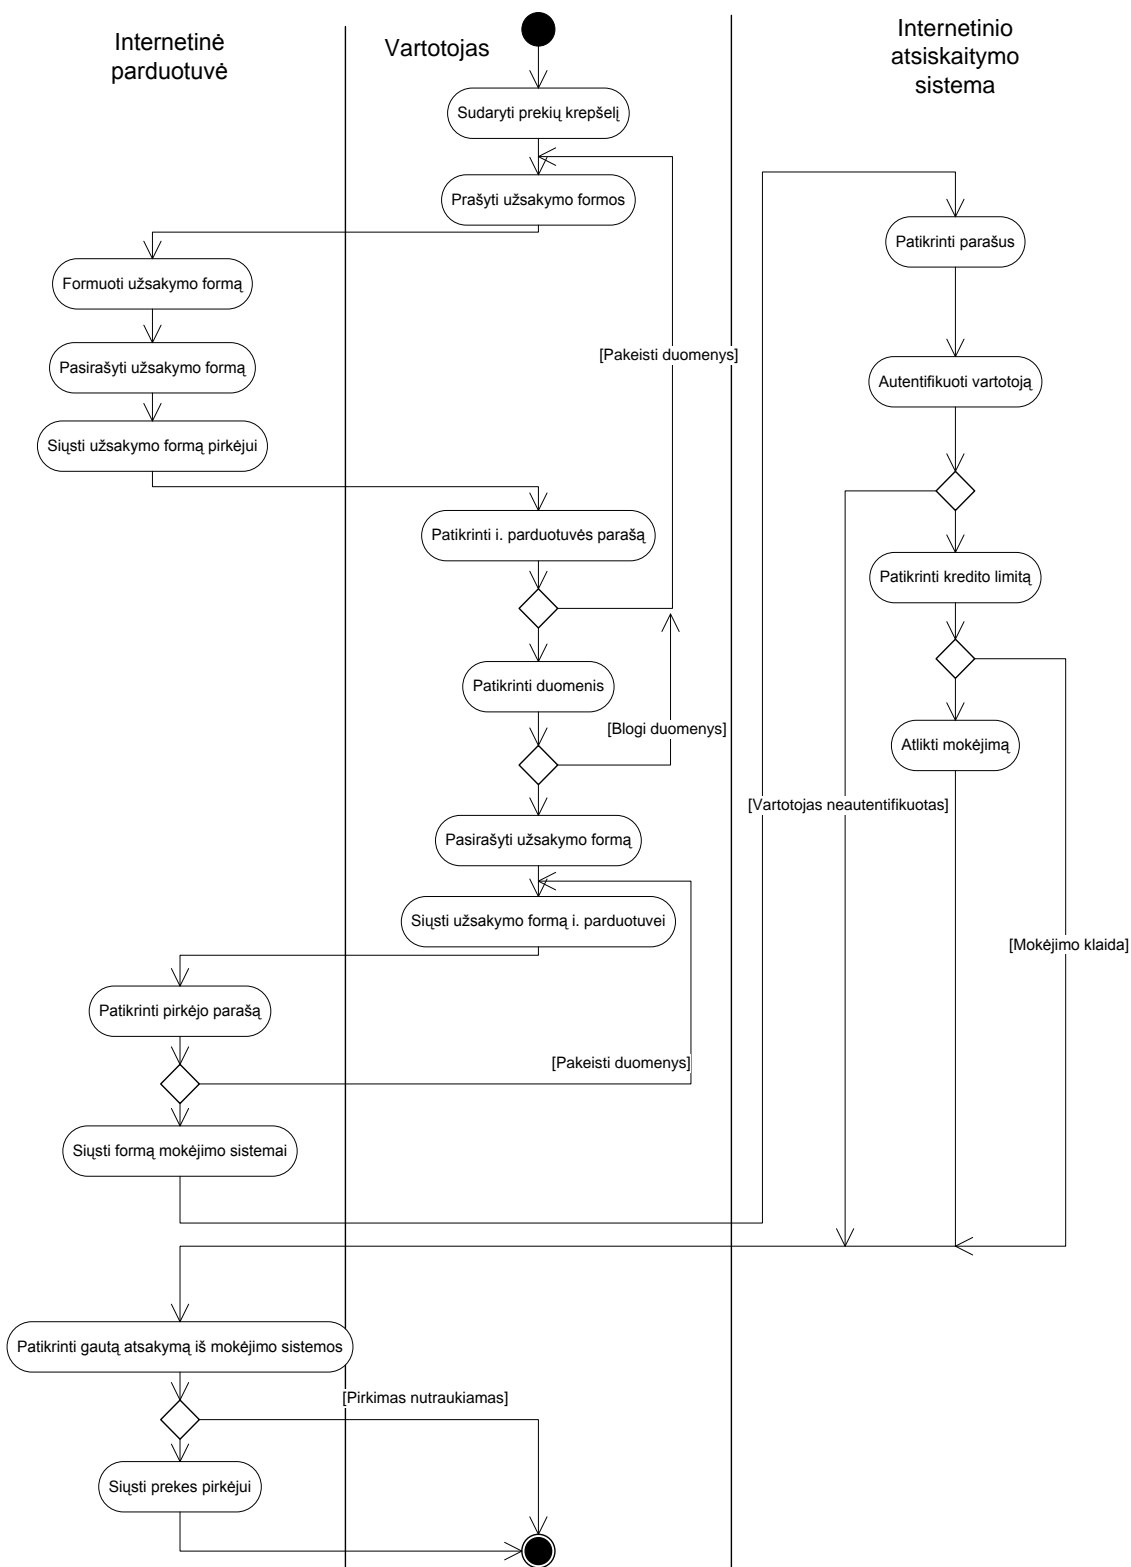 Internetinė
parduotuvė
Vartotojas
Internetinio
atsiskaitymo
sistema
Sudaryti prekių krepšelį
Prašyti užsakymo formos
Patikrinti parašus
Formuoti užsakymo formą
[Pakeisti duomenys]
Pasirašyti užsakymo formą
Autentifikuoti vartotoją
Siųsti užsakymo formą pirkėjui
Patikrinti i. parduotuvės parašą
Patikrinti kredito limitą
Patikrinti duomenis
[Blogi duomenys]
Atlikti mokėjimą
[Vartotojas neautentifikuotas]
Pasirašyti užsakymo formą
Siųsti užsakymo formą i. parduotuvei
[Mokėjimo klaida]
Patikrinti pirkėjo parašą
[Pakeisti duomenys]
Siųsti formą mokėjimo sistemai
Patikrinti gautą atsakymą iš mokėjimo sistemos
[Pirkimas nutraukiamas]
Siųsti prekes pirkėjui